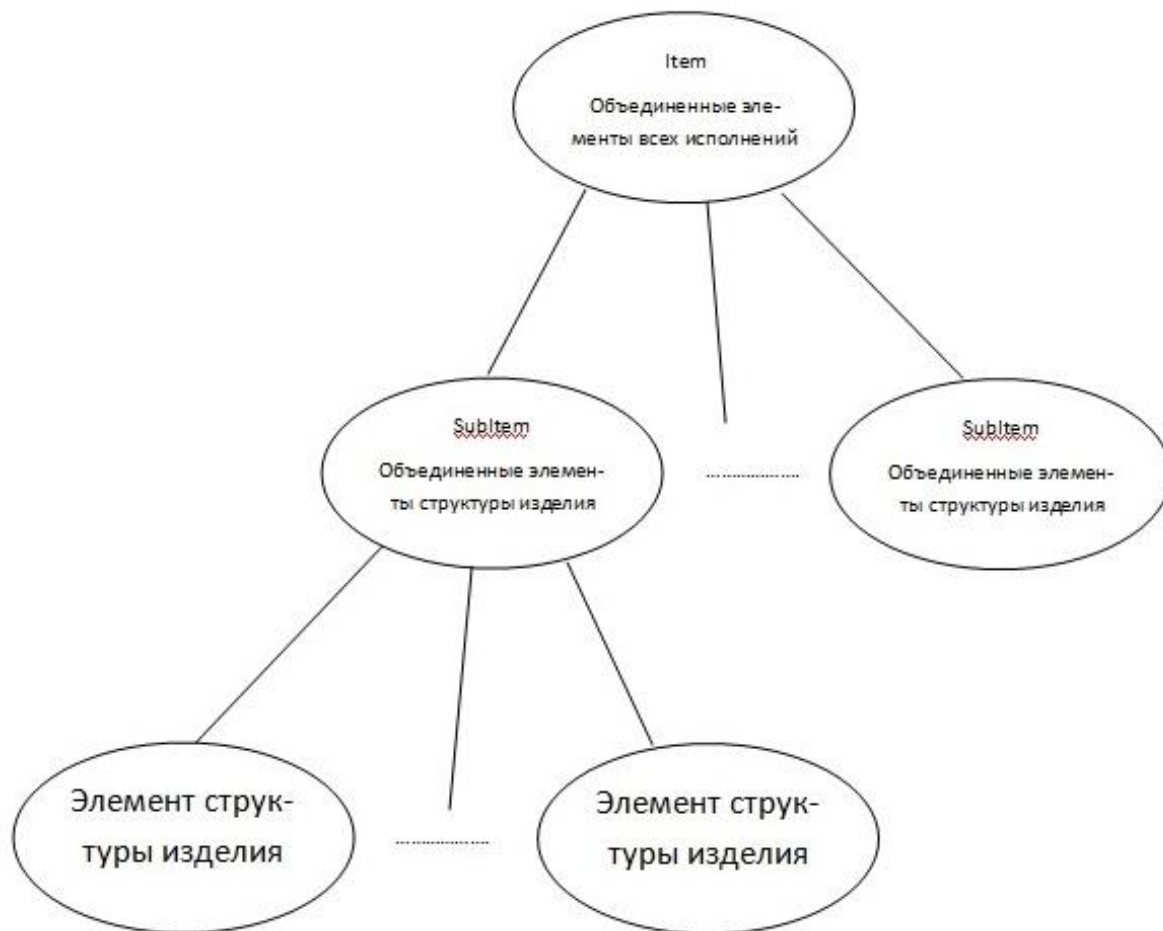 Item
Объединенные эле-
менты всех исполнений
SubItem
Объединенные элемен-
ты структуры изделия
................
SubItem
Объединенные элемен-
ты структуры изделия
Элемент струк-
туры изделия
................
Элемент струк-
туры изделия